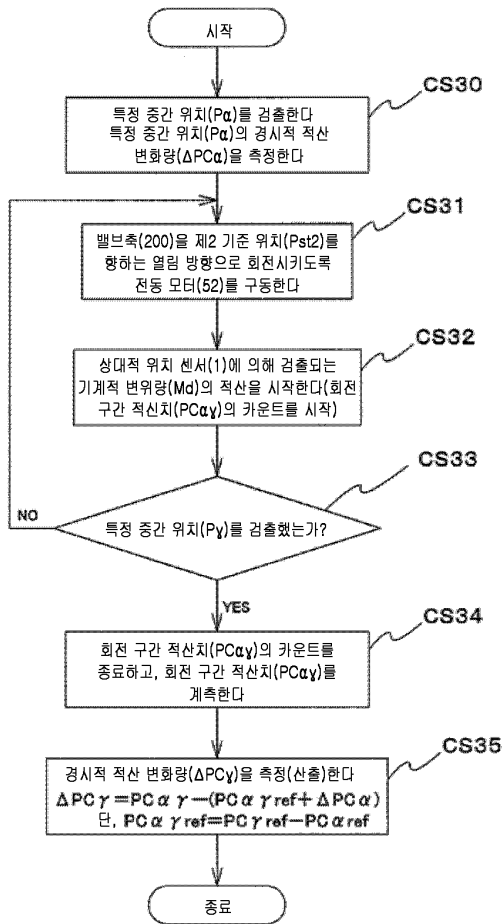 시작
CS30
특정 중간 위치(Pα)를 검출한다
특정 중간 위치(Pα)의 경시적 적산
변화량(ΔPCα)을 측정한다
CS31
밸브축(200)을 제2 기준 위치(Pst2)를
향하는 열림 방향으로 회전시키도록
전동 모터(52)를 구동한다
CS32
상대적 위치 센서(1)에 의해 검출되는
기계적 변위량(Md)의 적산을 시작한다(회전
구간 적신치(PCαγ)의 카운트를 시작)
CS33
특정 중간 위치(Pγ)를 검출했는가?
NO
YES
CS34
회전 구간 적산치(PCαγ)의 카운트를
종료하고, 회전 구간 적산치(PCαγ)를
계측한다
CS35
경시적 적산 변화량(ΔPCγ)을 측정(산출)한다
ΔPCγ=PCαγ−(PCαγref+ΔPCα)
단, PCαγref=PCγref−PCαref
종료